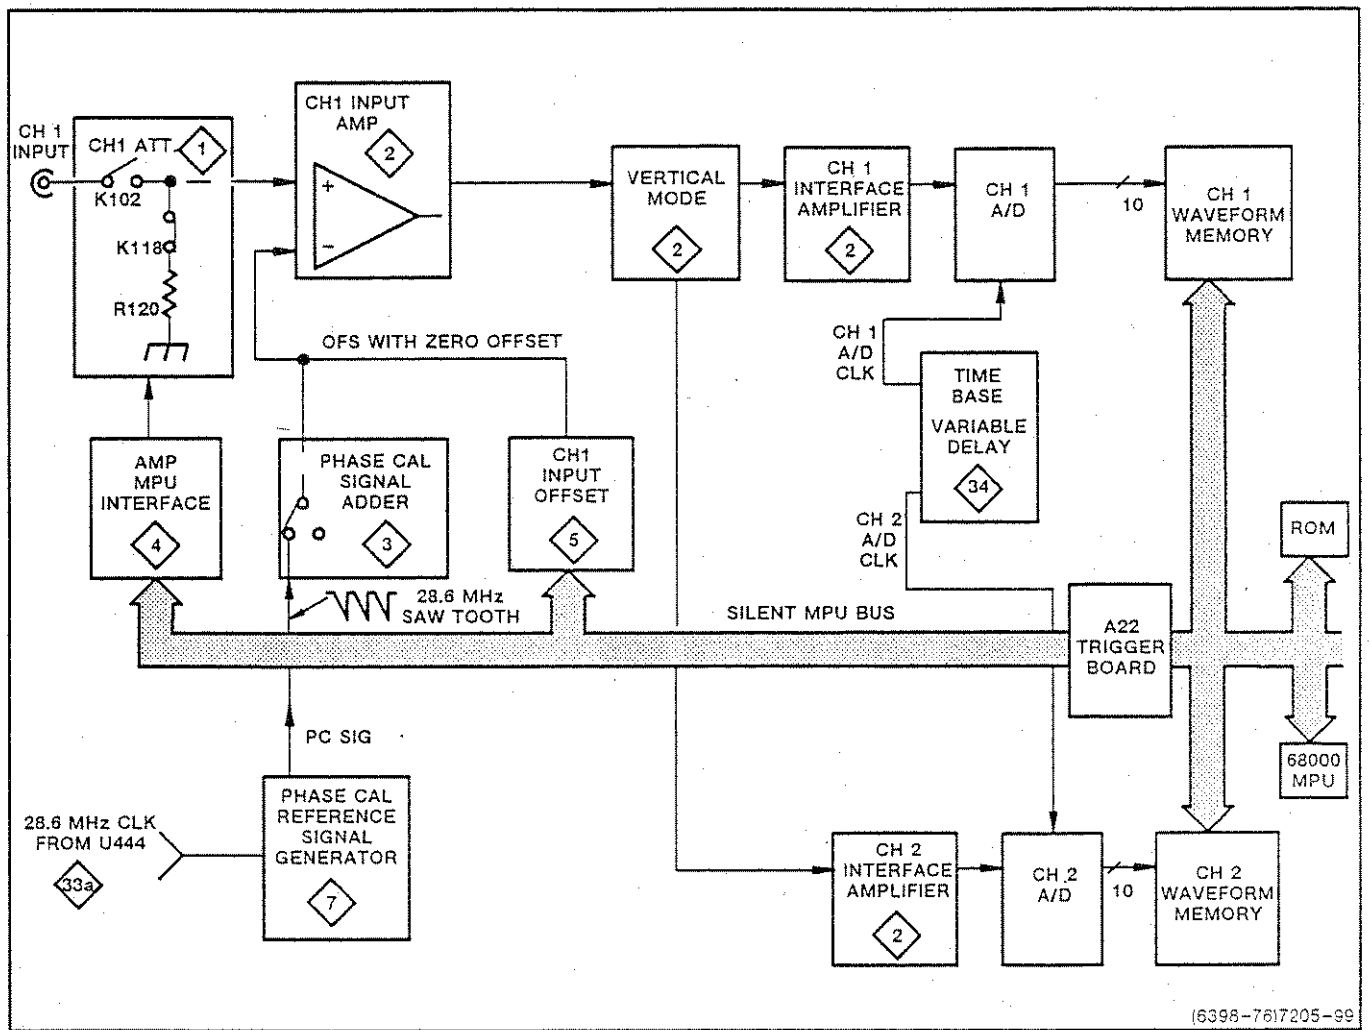 CH 1
INPUT
CH1 ATT
1
K102
K118
R120
CH1 INPUT
AMP
2
+
−
VERTICAL
MODE
2
CH 1
INTERFACE
AMPLIFIER
2
CH 1
A/D
10
CH 1
WAVEFORM
MEMORY
OFS WITH ZERO OFFSET
CH 1
A/D
CLK
TIME
BASE
VARIABLE
DELAY
34
CH 2
A/D
CLK
AMP
MPU
INTERFACE
4
PHASE CAL
SIGNAL
ADDER
3
CH1
INPUT
OFFSET
5
ROM
28.6 MHz
SAW TOOTH
SILENT MPU BUS
A22
TRIGGER
BOARD
PC SIG
68000
MPU
28.6 MHz CLK
FROM U444
33a
PHASE CAL
REFERENCE
SIGNAL
GENERATOR
7
CH 2
INTERFACE
AMPLIFIER
2
CH 2
A/D
10
CH 2
WAVEFORM
MEMORY
(6398-76)7205-99